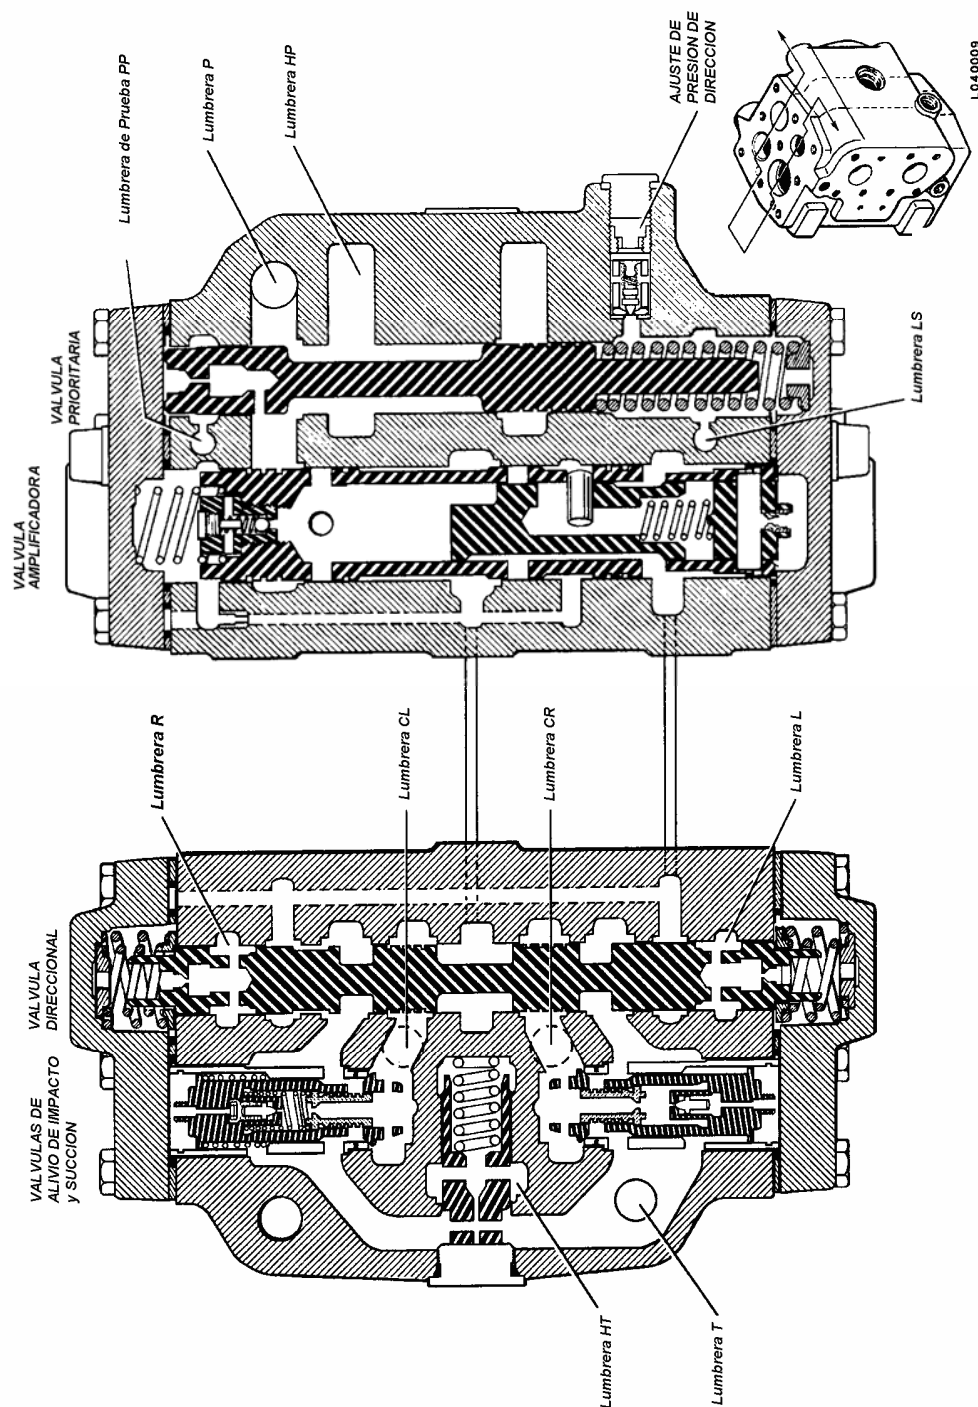 VALVULA
AMPLIFICADORA
VALVULA
PRIORITARIA
Lumbrera de Prueba PP
Lumbrera P
Lumbrera HP
AJUSTE DE
PRESION DE
DIRECCION
Lumbrera LS
L040009
VALVULAS DE
ALIVIO DE IMPACTO
y SUCCION
VALVULA
DIRECCIONAL
Lumbrera R
Lumbrera CL
Lumbrera CR
Lumbrera L
Lumbrera HT
Lumbrera T